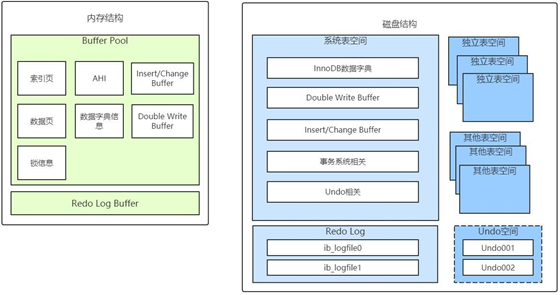 内存结构
Buffer Pool
索引页
AHI
Insert/Change
Buffer
数据页
数据字典信
息
Double Write
Buffer
锁信息
Redo Log Buffer
磁盘结构
系统表空间
InnoDB数据字典
Double Write Buffer
Insert/Change Buffer
事务系统相关
Undo相关
独立表空间
独立表空间
独立表空间
其他表空间
其他表空间
其他表空间
Redo Log
ib_logfile0
ib_logfile1
Undo空间
Undo001
Undo002